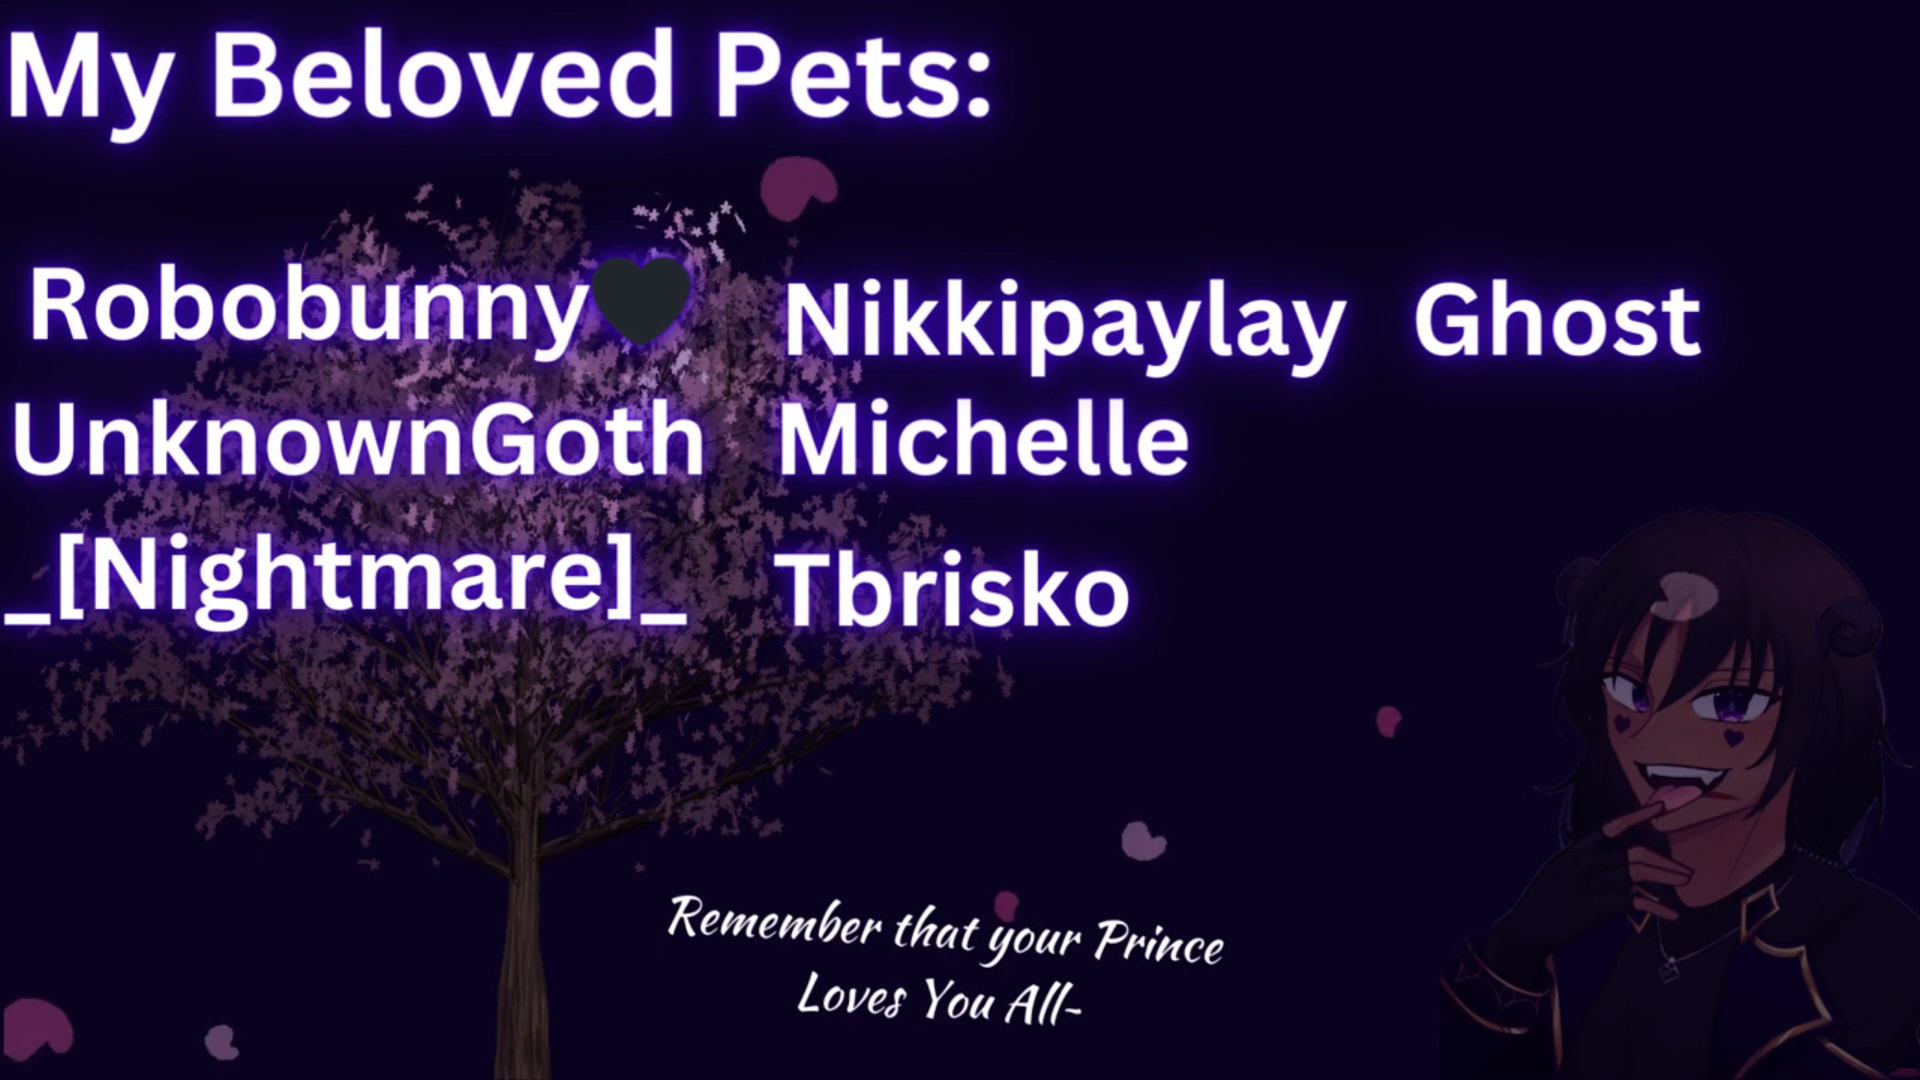 My Beloved Pets:
Robobunny🖤 Nikkipaylay Ghost
UnknownGoth Michelle
_[Nightmare]_ Tbrisko
Remember that your Prince
Loves You All-